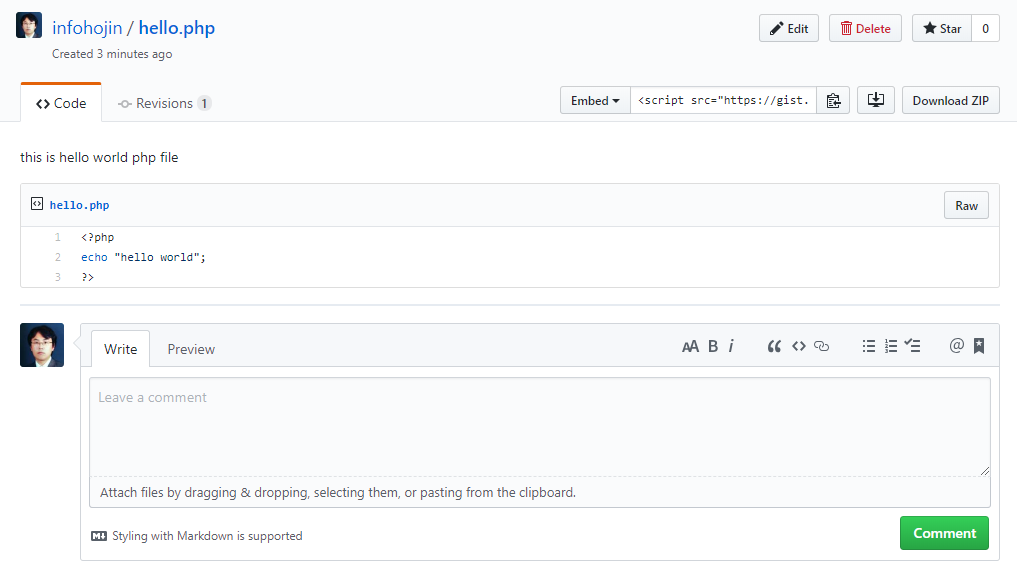 infohojin / hello.php
Edit Delete Star 0
Created 3 minutes ago
Code Revisions 1 Embed <script src="https://gist. Download ZIP
this is hello world php file
hello.php Raw
1 <?php
2 echo "hello world";
3 ?>
Write Preview AA B i @
Leave a comment
Attach files by dragging & dropping, selecting them, or pasting from the clipboard.
Styling with Markdown is supported
Comment